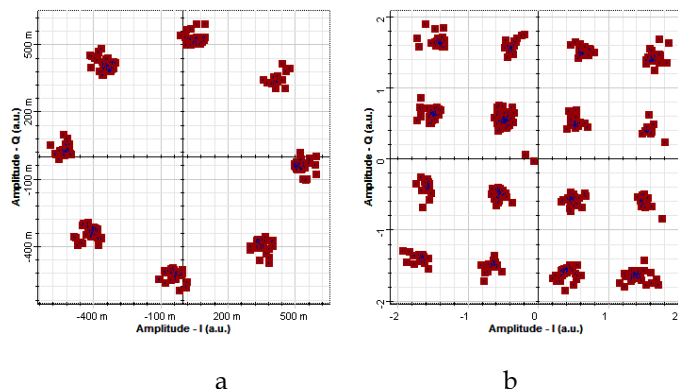 500 m
200 m
-100 m
-400 m
Amplitude - Q (a.u.)
-400 m
-100 m
200 m
500 m
Amplitude - I (a.u.)
a
2
1
0
-1
-2
Amplitude - Q (a.u.)
-2
-1
0
1
2
Amplitude - I (a.u.)
b